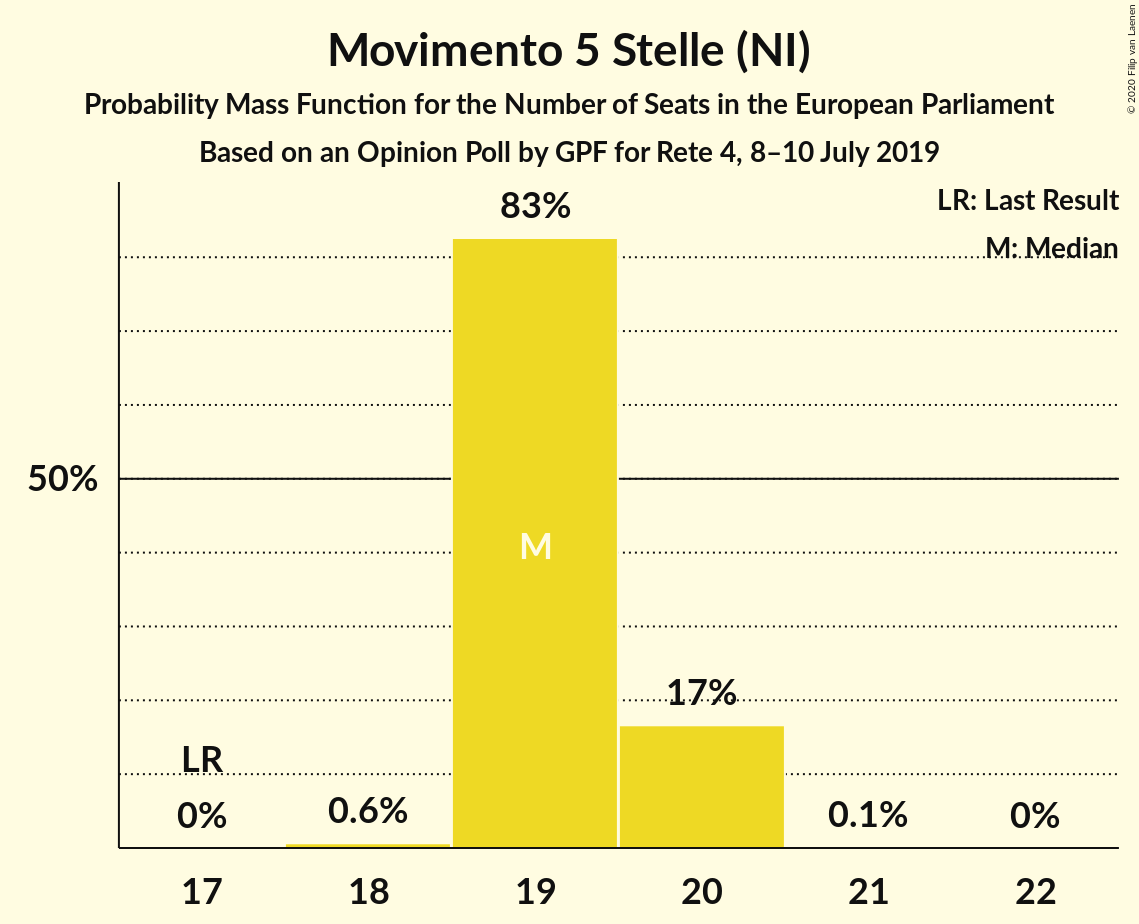 Movimento 5 Stelle (NI)
Probability Mass Function for the Number of Seats in the European Parliament
Based on an Opinion Poll by GPF for Rete 4, 8–10 July 2019
© 2020 Filip van Laenen
LR: Last Result
M: Median
83%
50%
M
17%
LR
0%
0.6%
0.1%
0%
17 18 19 20 21 22